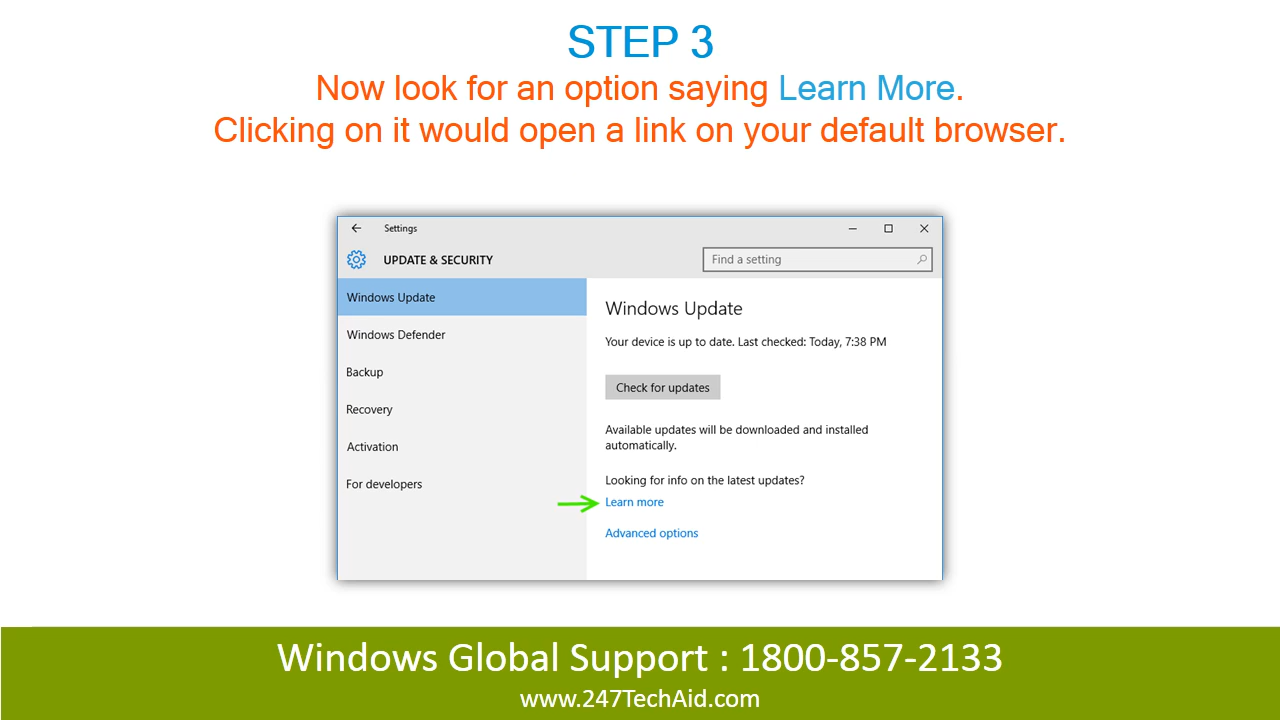 STEP 3
Now look for an option saying Learn More.
Clicking on it would open a link on your default browser.
Settings
UPDATE & SECURITY
Find a setting
Windows Update
Windows Defender
Backup
Recovery
Activation
For developers
Windows Update
Your device is up to date. Last checked: Today, 7:38 PM
Check for updates
Available updates will be downloaded and installed
automatically.
Looking for info on the latest updates?
Learn more
Advanced options
Windows Global Support : 1800-857-2133
www.247TechAid.com